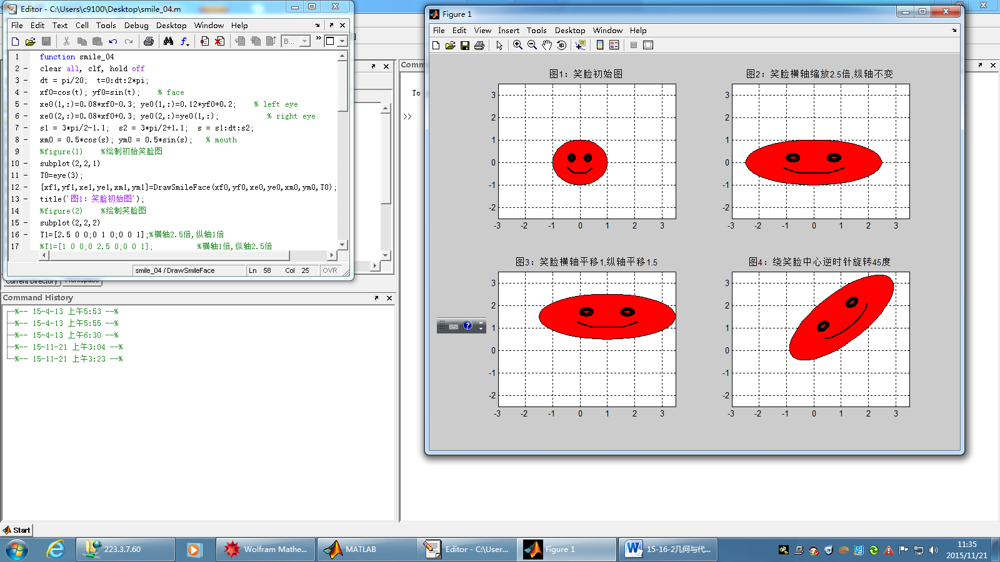 Editor - C:\Users\c9100\Desktop\smile_04.m
File Edit Text Cell Tools Debug Desktop Window Help
B...
1 function smile_04
2 - clear all, clf, hold off
3 - dt = pi/20; t=0:dt:2*pi;
4 - xf0=cos(t); yf0=sin(t); % face
5 - xe0(1,:)=0.08*xf0-0.3; ye0(1,:)=0.12*yf0+0.2; % left eye
6 - xe0(2,:)=0.08*xf0+0.3; ye0(2,:)=ye0(1,:); % right eye
7 - s1 = 3*pi/2-1.1; s2 = 3*pi/2+1.1; s = s1:dt:s2;
8 - xm0 = 0.5*cos(s); ym0 = 0.5*sin(s); % mouth
9 %figure(1) %绘制初始笑脸图
10 - subplot(2,2,1)
11 - T0=eye(3);
12 - [xf1,yf1,xe1,ye1,xm1,ym1]=DrawSmileFace(xf0,yf0,xe0,ye0,xm0,ym0,T0);
13 - title('图1：笑脸初始图');
14 %figure(2) %绘制笑脸图
15 - subplot(2,2,2)
16 - T1=[2.5 0 0;0 1 0;0 0 1];%横轴2.5倍,纵轴1倍
17 %T1=[1 0 0;0 2.5 0;0 0 1]; %横轴1倍,纵轴2.5倍
smile_04 / DrawSmileFace Ln 58 Col 25 OVR
Current Directory Workspace
Command History
%-- 15-4-13 上午5:53 --%
%-- 15-4-13 上午5:55 --%
%-- 15-4-13 上午6:30 --%
%-- 15-11-21 上午3:04 --%
%-- 15-11-21 上午3:23 --%
Comm
To
>>
Figure 1
File Edit View Insert Tools Desktop Window Help
图1：笑脸初始图
3
2
1
0
-1
-2
-3 -2 -1 0 1 2 3
图2：笑脸横轴缩放2.5倍,纵轴不变
3
2
1
0
-1
-2
-3 -2 -1 0 1 2 3
图3：笑脸横轴平移1,纵轴平移1.5
3
2
1
0
-1
-2
-3 -2 -1 0 1 2 3
图4：绕笑脸中心逆时针旋转45度
3
2
1
0
-1
-2
-3 -2 -1 0 1 2 3
Start
223.3.7.60
Wolfram Mathe...
MATLAB
Editor - C:\User...
Figure 1
15-16-2几何与代...
11:35
2015/11/21